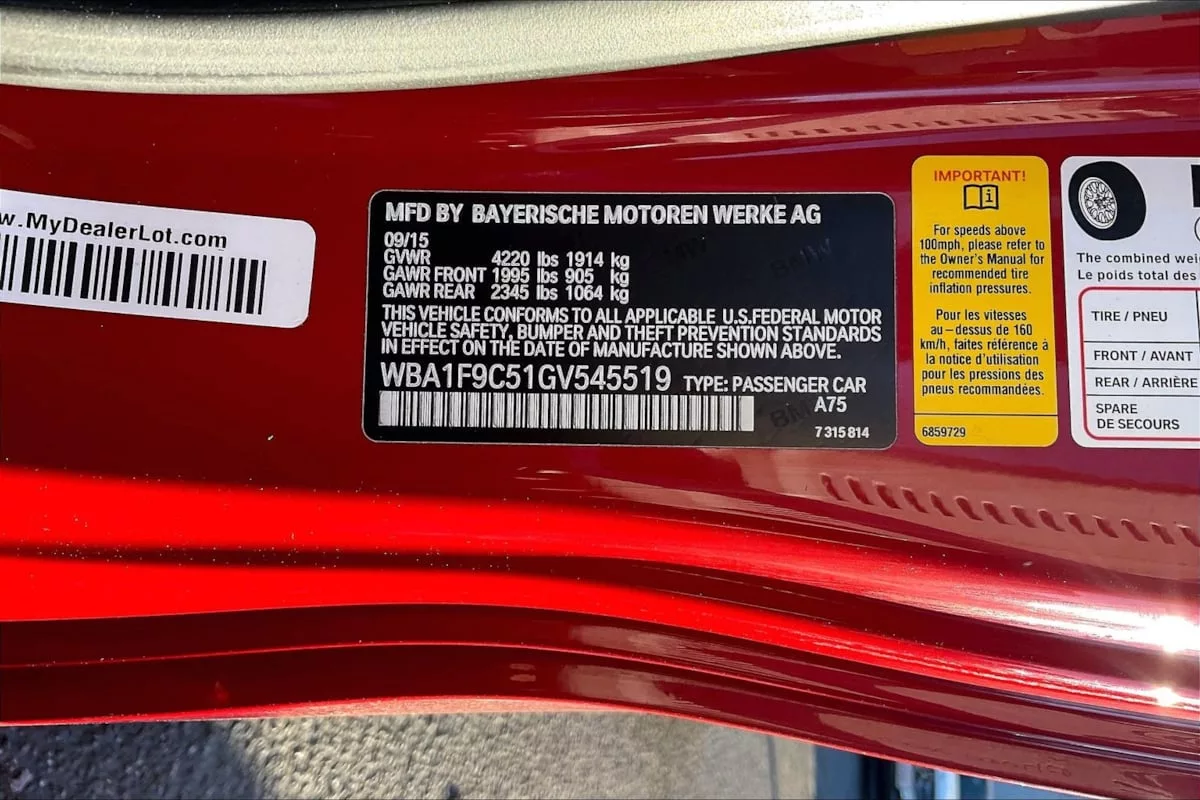 w.MyDealerLot.com
MFD BY BAYERISCHE MOTOREN WERKE AG
09/15
GVWR 4220 lbs 1914 kg
GAWR FRONT 1995 lbs 905 kg
GAWR REAR 2345 lbs 1064 kg
THIS VEHICLE CONFORMS TO ALL APPLICABLE U.S.FEDERAL MOTOR
VEHICLE SAFETY, BUMPER AND THEFT PREVENTION STANDARDS
IN EFFECT ON THE DATE OF MANUFACTURE SHOWN ABOVE.
WBA1F9C51GV545519 TYPE: PASSENGER CAR
A75
7 315 814
IMPORTANT!
For speeds above
100mph, please refer to
the Owner's Manual for
recommended tire
inflation pressures.
Pour les vitesses
au-dessus de 160
km/h, faites référence à
la notice d'utilisation
pour les pressions des
pneus recommandées.
6859729
The combined wei
Le poids total des
TIRE / PNEU
FRONT / AVANT
REAR / ARRIÈRE
SPARE
DE SECOURS